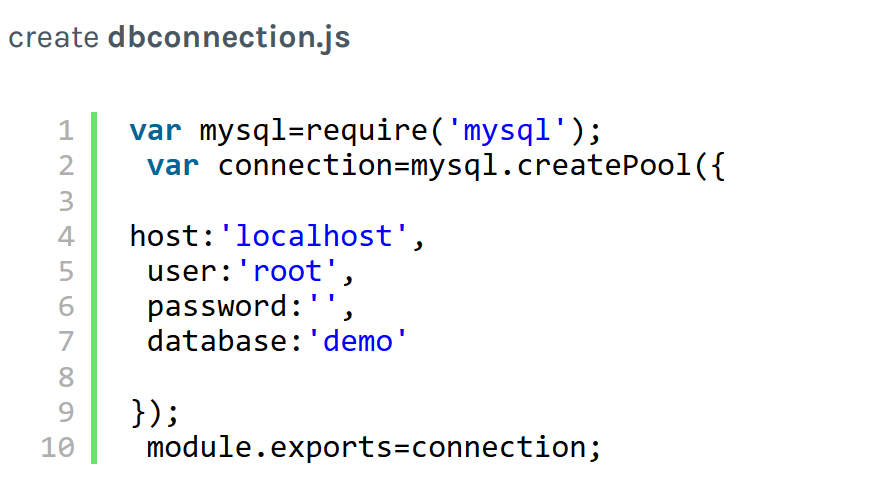 create dbconnection.js
1 var mysql=require('mysql');
2  var connection=mysql.createPool({
3
4 host:'localhost',
5  user:'root',
6  password:'',
7  database:'demo'
8
9 });
10  module.exports=connection;